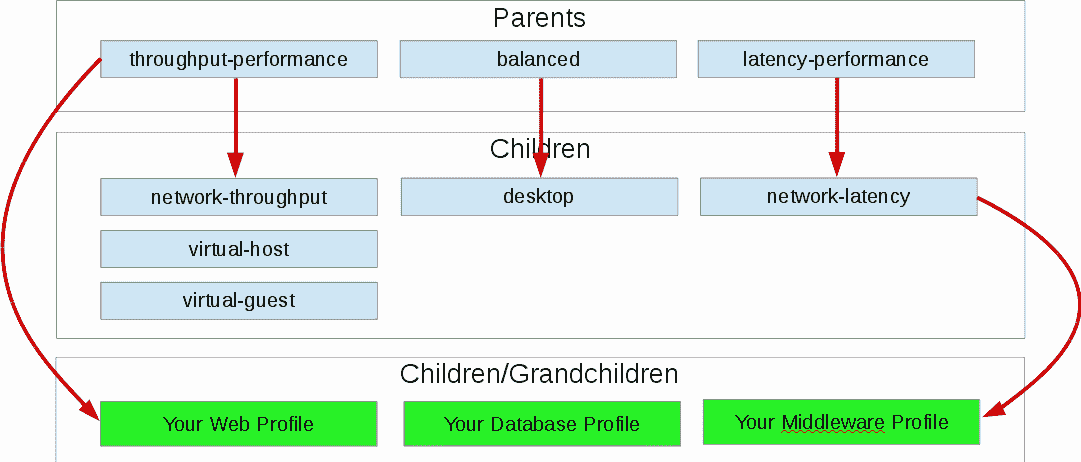 Parents
throughput-performance
balanced
latency-performance
Children
network-throughput
desktop
network-latency
virtual-host
virtual-guest
Children/Grandchildren
Your Web Profile
Your Database Profile
Your Middleware Profile